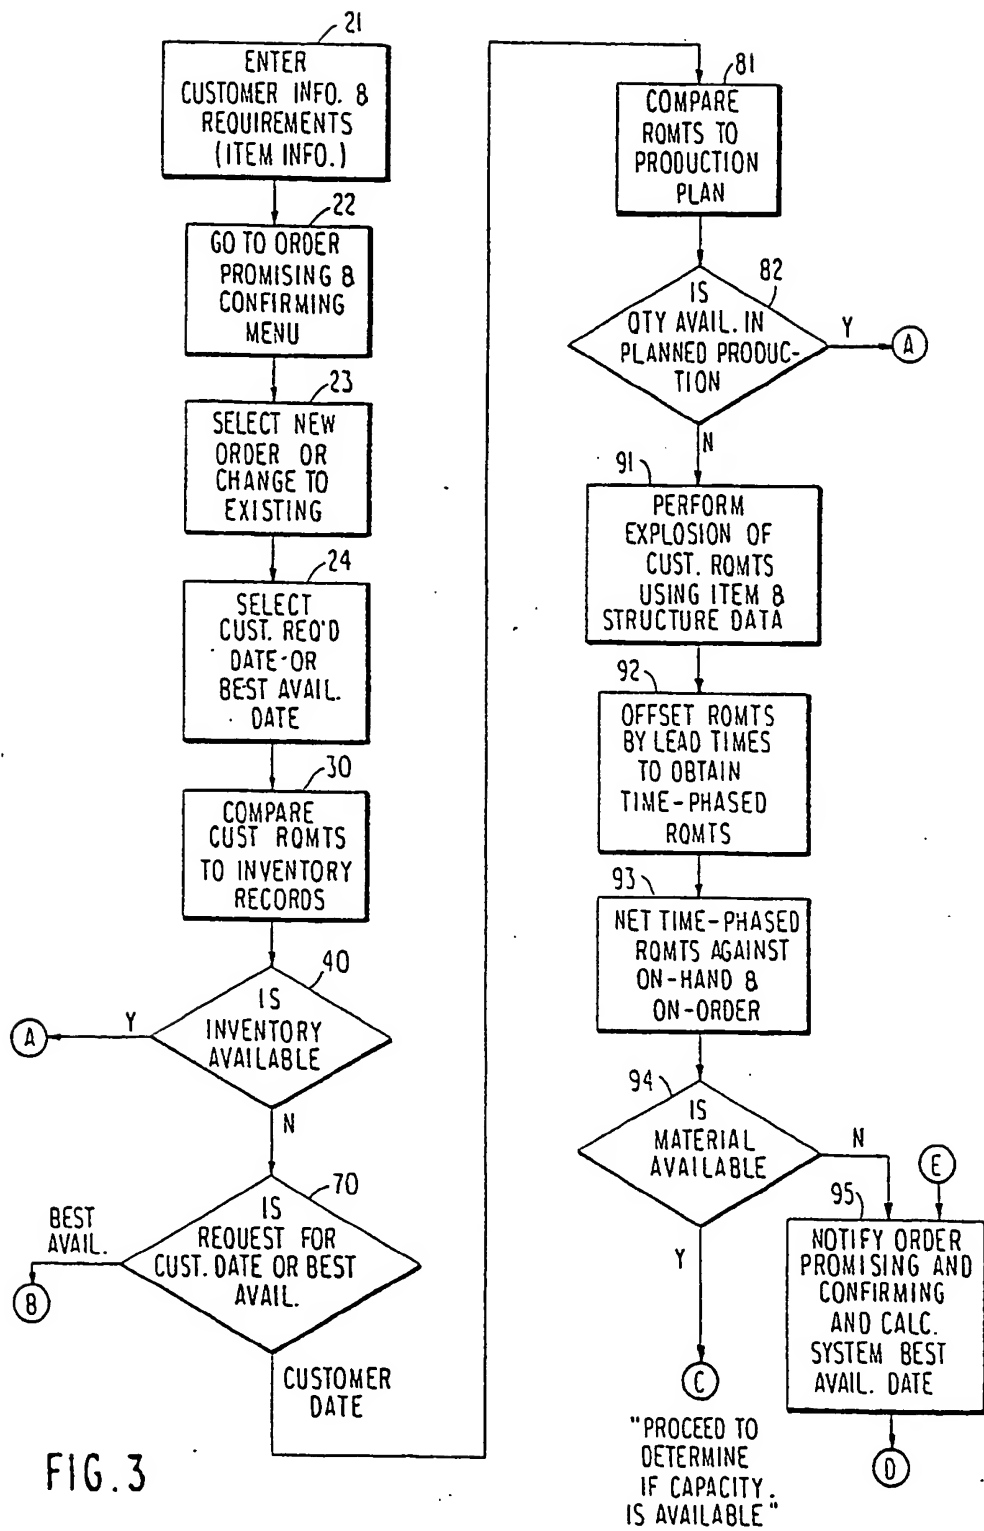 21
ENTER
CUSTOMER INFO. &
REQUIREMENTS
(ITEM INFO.)
22
GO TO ORDER
PROMISING &
CONFIRMING
MENU
23
SELECT NEW
ORDER OR
CHANGE TO
EXISTING
24
SELECT
CUST. REQ'D
DATE-OR
BEST AVAIL.
DATE
30
COMPARE
CUST RQMTS
TO INVENTORY
RECORDS
40
IS
INVENTORY
AVAILABLE
Y
A
N
70
IS
REQUEST FOR
CUST. DATE OR BEST
AVAIL.
BEST
AVAIL.
B
CUSTOMER
DATE
81
COMPARE
RQMTS TO
PRODUCTION
PLAN
82
IS
QTY AVAIL. IN
PLANNED PRODUC-
TION
Y
A
N
91
PERFORM
EXPLOSION OF
CUST. RQMTS
USING ITEM &
STRUCTURE DATA
92
OFFSET RQMTS
BY LEAD TIMES
TO OBTAIN
TIME-PHASED
RQMTS
93
NET TIME-PHASED
RQMTS AGAINST
ON-HAND &
ON-ORDER
94
IS
MATERIAL
AVAILABLE
N
E
Y
C
"PROCEED TO
DETERMINE
IF CAPACITY.
IS AVAILABLE"
95
NOTIFY ORDER
PROMISING AND
CONFIRMING
AND CALC.
SYSTEM BEST
AVAIL. DATE
D
FIG.3